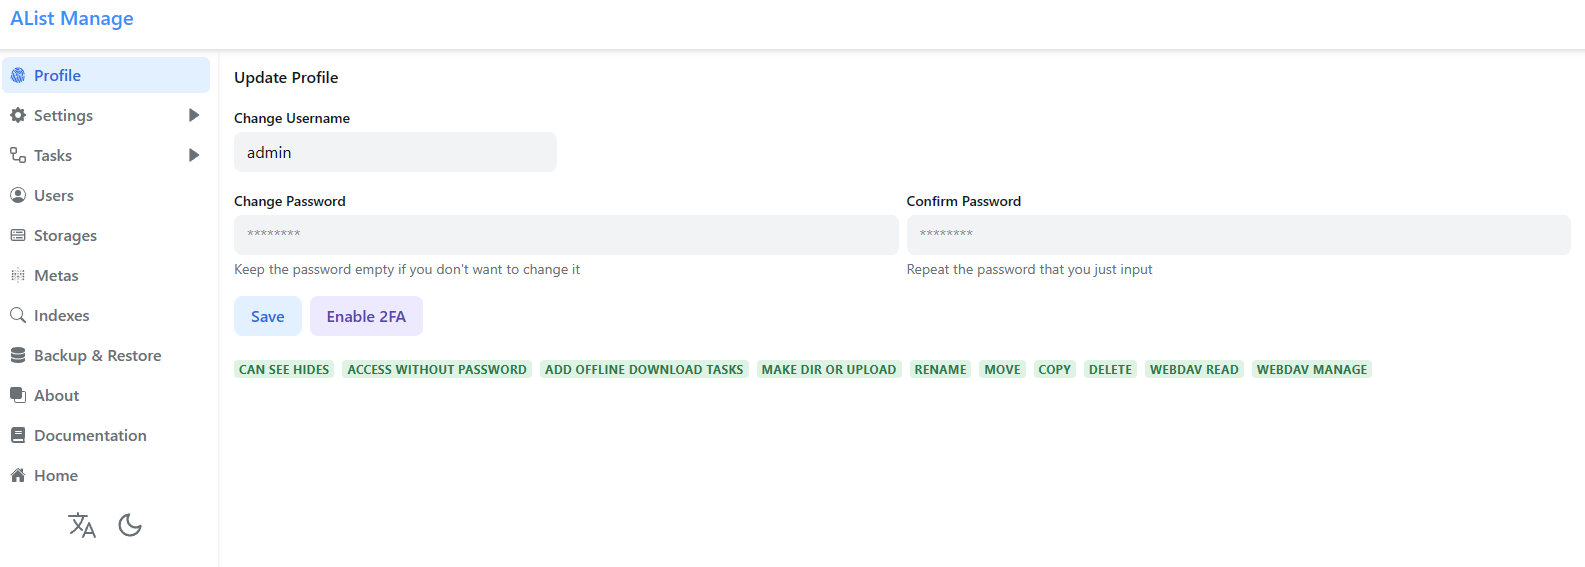 AList Manage
Profile
Settings
Tasks
Users
Storages
Metas
Indexes
Backup & Restore
About
Documentation
Home
Update Profile
Change Username
admin
Change Password
********
Keep the password empty if you don't want to change it
Confirm Password
********
Repeat the password that you just input
Save
Enable 2FA
CAN SEE HIDES ACCESS WITHOUT PASSWORD ADD OFFLINE DOWNLOAD TASKS MAKE DIR OR UPLOAD RENAME MOVE COPY DELETE WEBDAV READ WEBDAV MANAGE